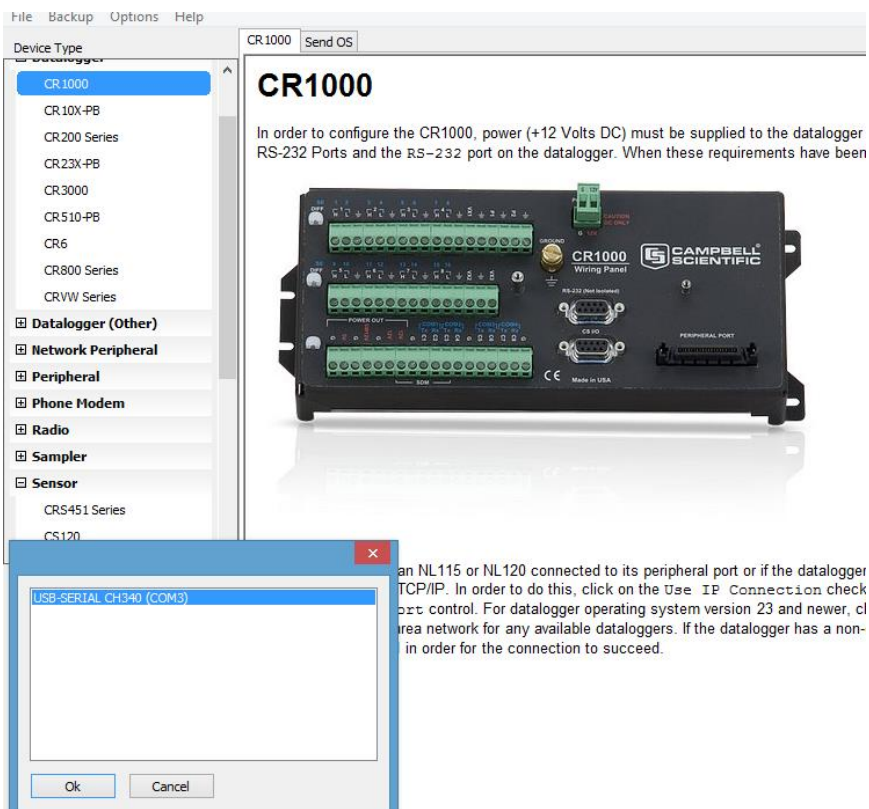 File Backup Options Help
Device Type
CR1000 Send OS
Datalogger
CR1000
CR10X-PB
CR200 Series
CR23X-PB
CR3000
CR510-PB
CR6
CR800 Series
CRVW Series
Datalogger (Other)
Network Peripheral
Peripheral
Phone Modem
Radio
Sampler
Sensor
CRS451 Series
CS120
CR1000
In order to configure the CR1000, power (+12 Volts DC) must be supplied to the datalogger
RS-232 Ports and the RS-232 port on the datalogger. When these requirements have been
G 12V
CAUTION
DC ONLY
GROUND
CR1000
Wiring Panel
CAMPBELL
SCIENTIFIC
RS-232 (Not Isolated)
CS I/O
PERIPHERAL PORT
POWER OUT
SDM
CE Made in USA
an NL115 or NL120 connected to its peripheral port or if the datalogger
TCP/IP. In order to do this, click on the Use IP Connection check
ort control. For datalogger operating system version 23 and newer, cl
area network for any available dataloggers. If the datalogger has a non-
in order for the connection to succeed.
USB-SERIAL CH340 (COM3)
Ok Cancel